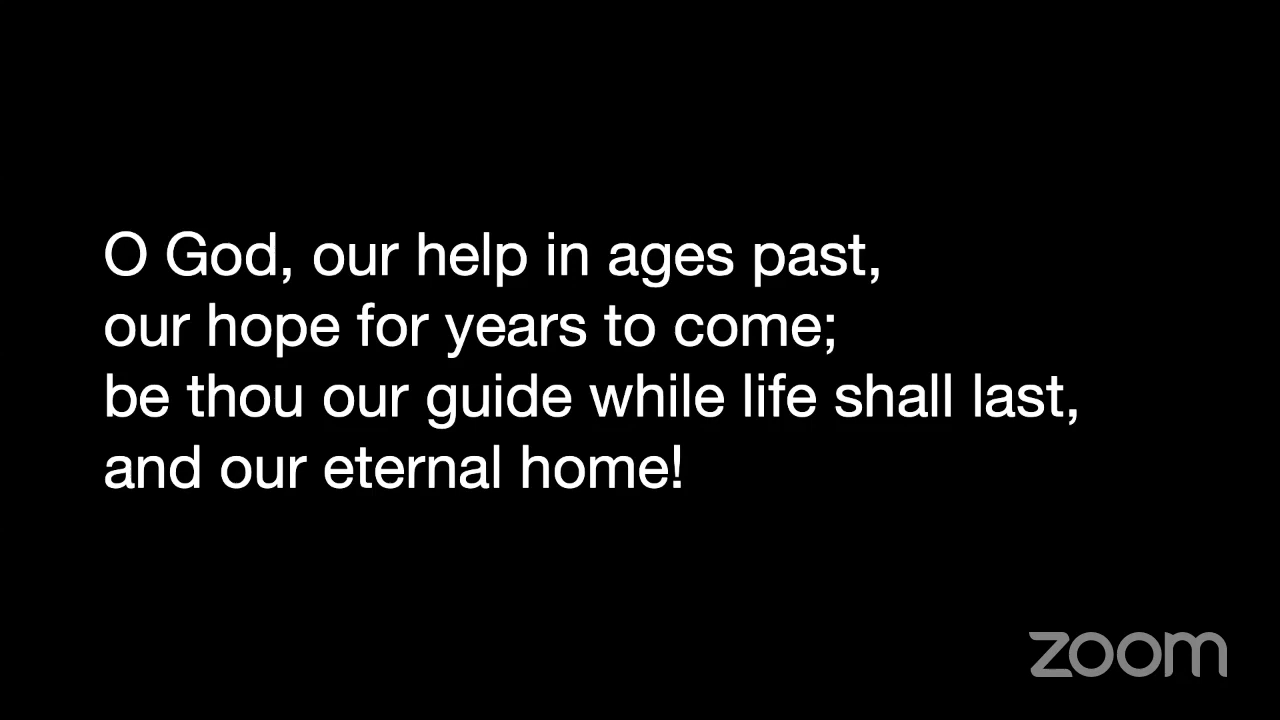 O God, our help in ages past,
our hope for years to come;
be thou our guide while life shall last,
and our eternal home!
zoom